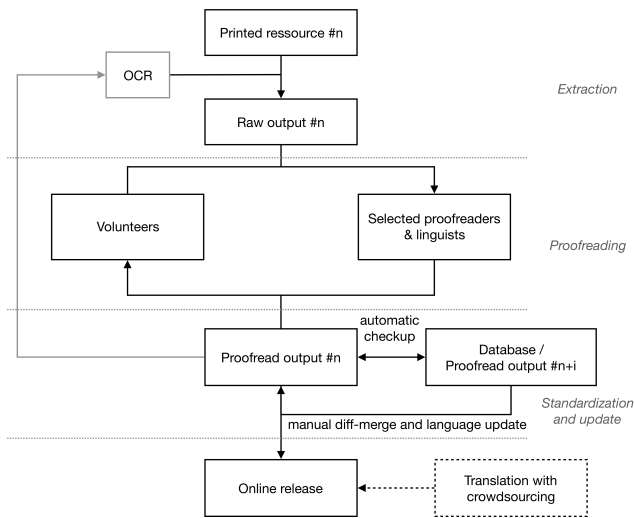 Printed ressource #n
OCR
Extraction
Raw output #n
Volunteers
Selected proofreaders
& linguists
Proofreading
automatic
checkup
Proofread output #n
Database /
Proofread output #n+i
Standardization
and update
manual diff-merge and language update
Online release
Translation with
crowdsourcing